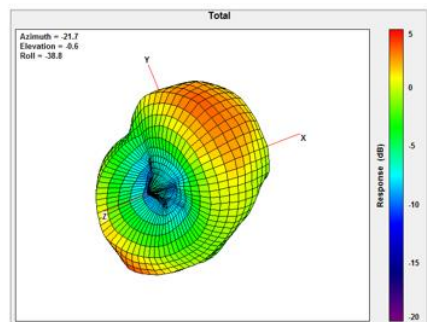 Total
Azimuth = -21.7
Elevation = -0.6
Roll = -38.8
Y
X
Z
5
0
-5
-10
-15
-20
Response (dB)